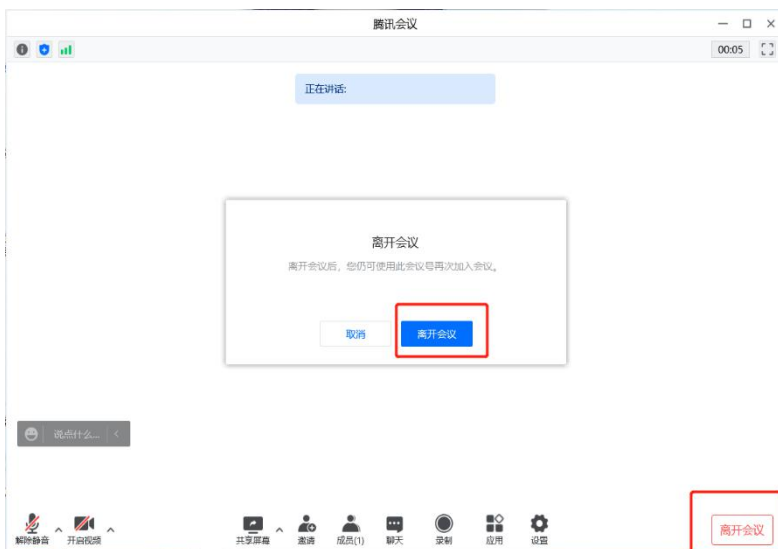 腾讯会议
00:05
正在讲话:
离开会议
离开会议后，您仍可使用此会议号再次加入会议。
取消
离开会议
说点什么...
解除静音
开启视频
共享屏幕
邀请
成员(1)
聊天
录制
应用
设置
离开会议